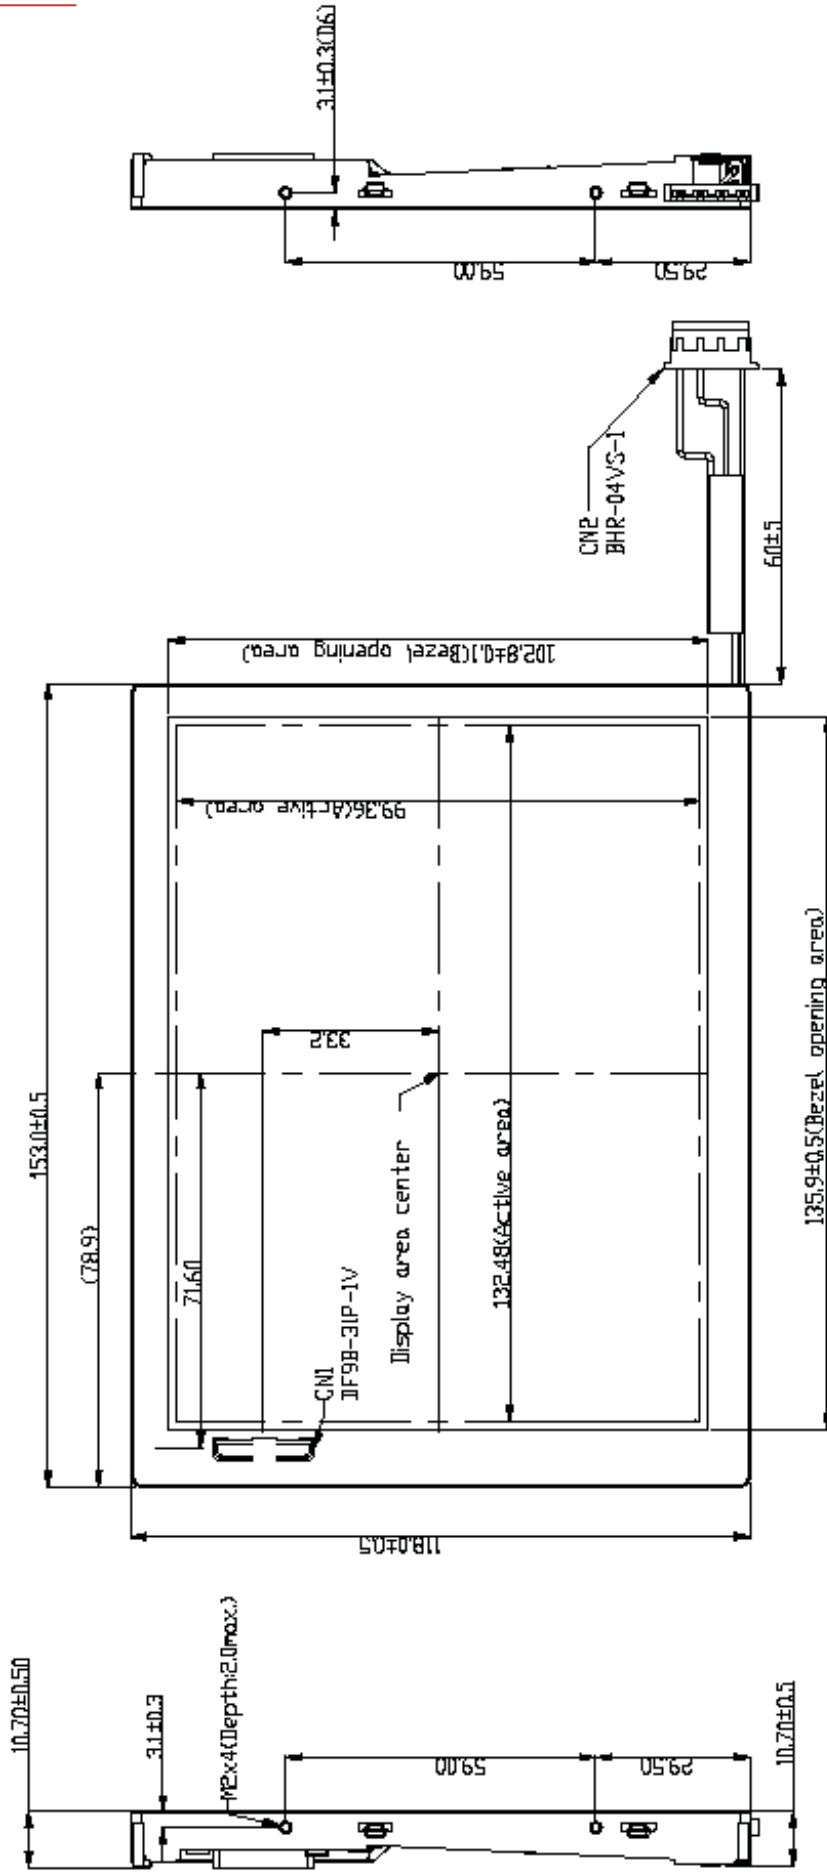 3.1±0.3(D6)
59.00
29.50
CN2
BHR-04VS-1
60±5
102.8±0.1(Bezel opening area)
99.36(Active area)
33.2
153.0±0.5
(78.9)
71.60
Display area center
132.48(Active area)
135.9±0.5(Bezel opening area)
CN1
DF9B-31P-1V
118.0±0.5
10.70±0.50
3.1±0.3
M2x4(Depth:2.0max.)
59.00
29.50
10.70±0.5